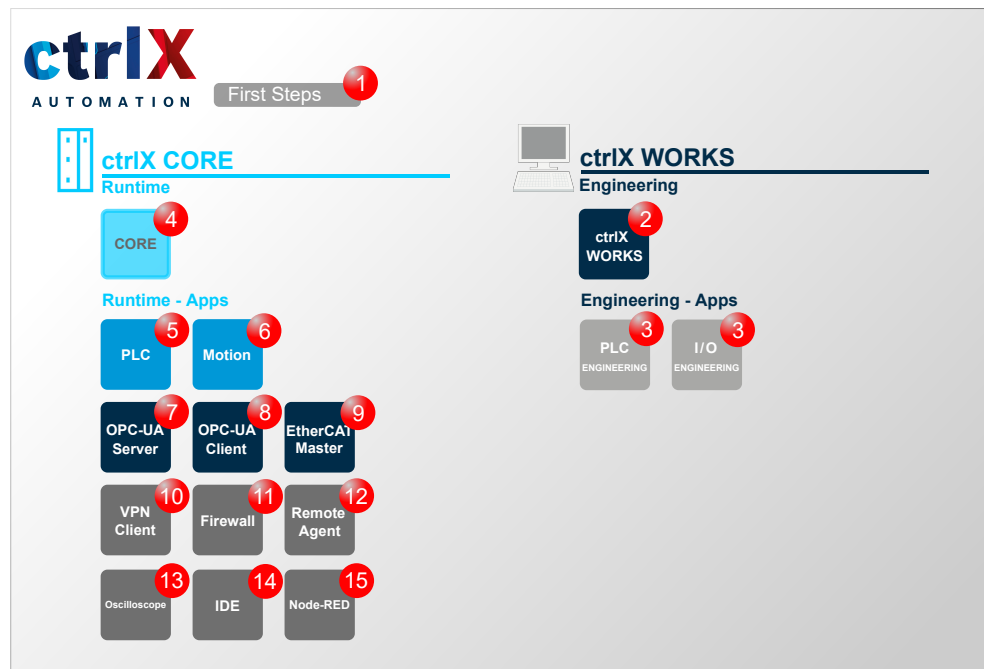 ctrlX
AUTOMATION
First Steps 1
ctrlX CORE
Runtime
4
CORE
Runtime - Apps
5
PLC
6
Motion
7
OPC-UA
Server
8
OPC-UA
Client
9
EtherCAT
Master
10
VPN
Client
11
Firewall
12
Remote
Agent
13
Oscilloscope
14
IDE
15
Node-RED
ctrlX WORKS
Engineering
2
ctrlX
WORKS
Engineering - Apps
3
PLC
ENGINEERING
3
I/O
ENGINEERING